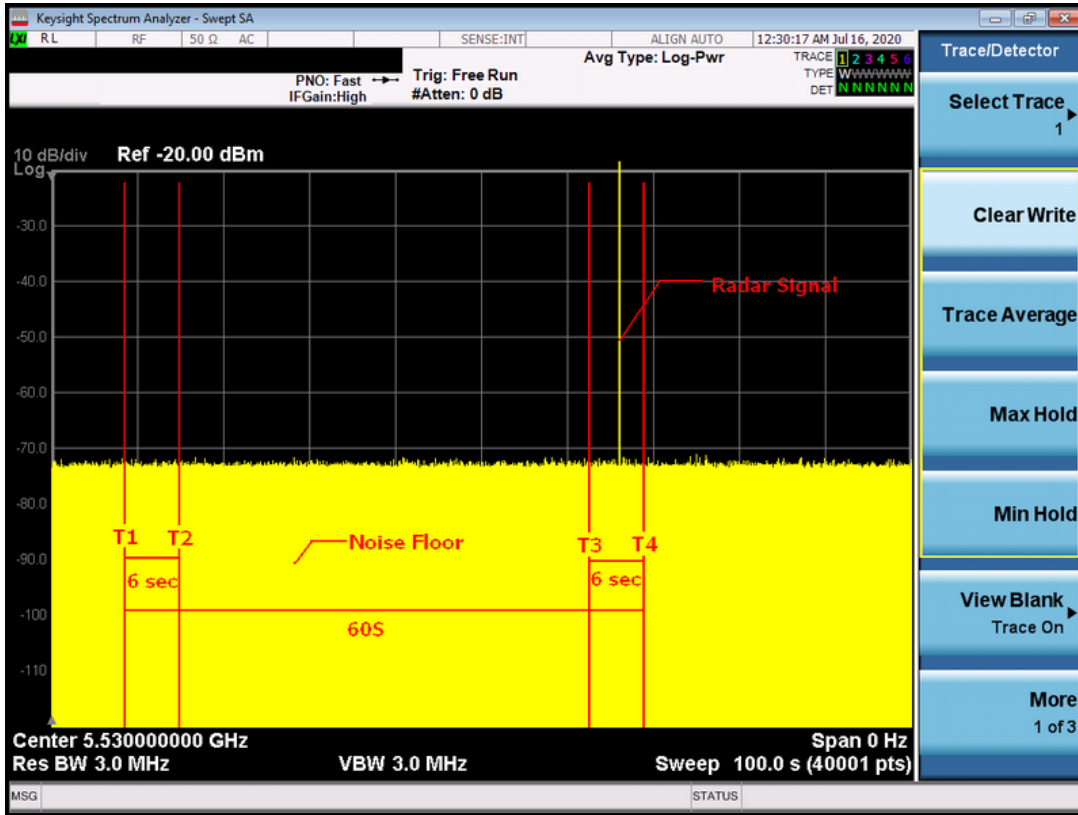 Keysight Spectrum Analyzer - Swept SA
LXI RL RF 50 Ω AC SENSE:INT ALIGN AUTO 12:30:17 AM Jul 16, 2020
Avg Type: Log-Pwr TRACE 1 2 3 4 5 6
PNO: Fast Trig: Free Run TYPE WWWWWW
IFGain:High #Atten: 0 dB DET N N N N N N
10 dB/div Ref -20.00 dBm
Log
-30.0
-40.0
Radar Signal
-50.0
-60.0
-70.0
-80.0
T1 T2 Noise Floor T3 T4
-90.0
6 sec 6 sec
-100
60S
-110
Center 5.530000000 GHz Span 0 Hz
Res BW 3.0 MHz VBW 3.0 MHz Sweep 100.0 s (40001 pts)
MSG STATUS
Trace/Detector
Select Trace
1
Clear Write
Trace Average
Max Hold
Min Hold
View Blank
Trace On
More
1 of 3